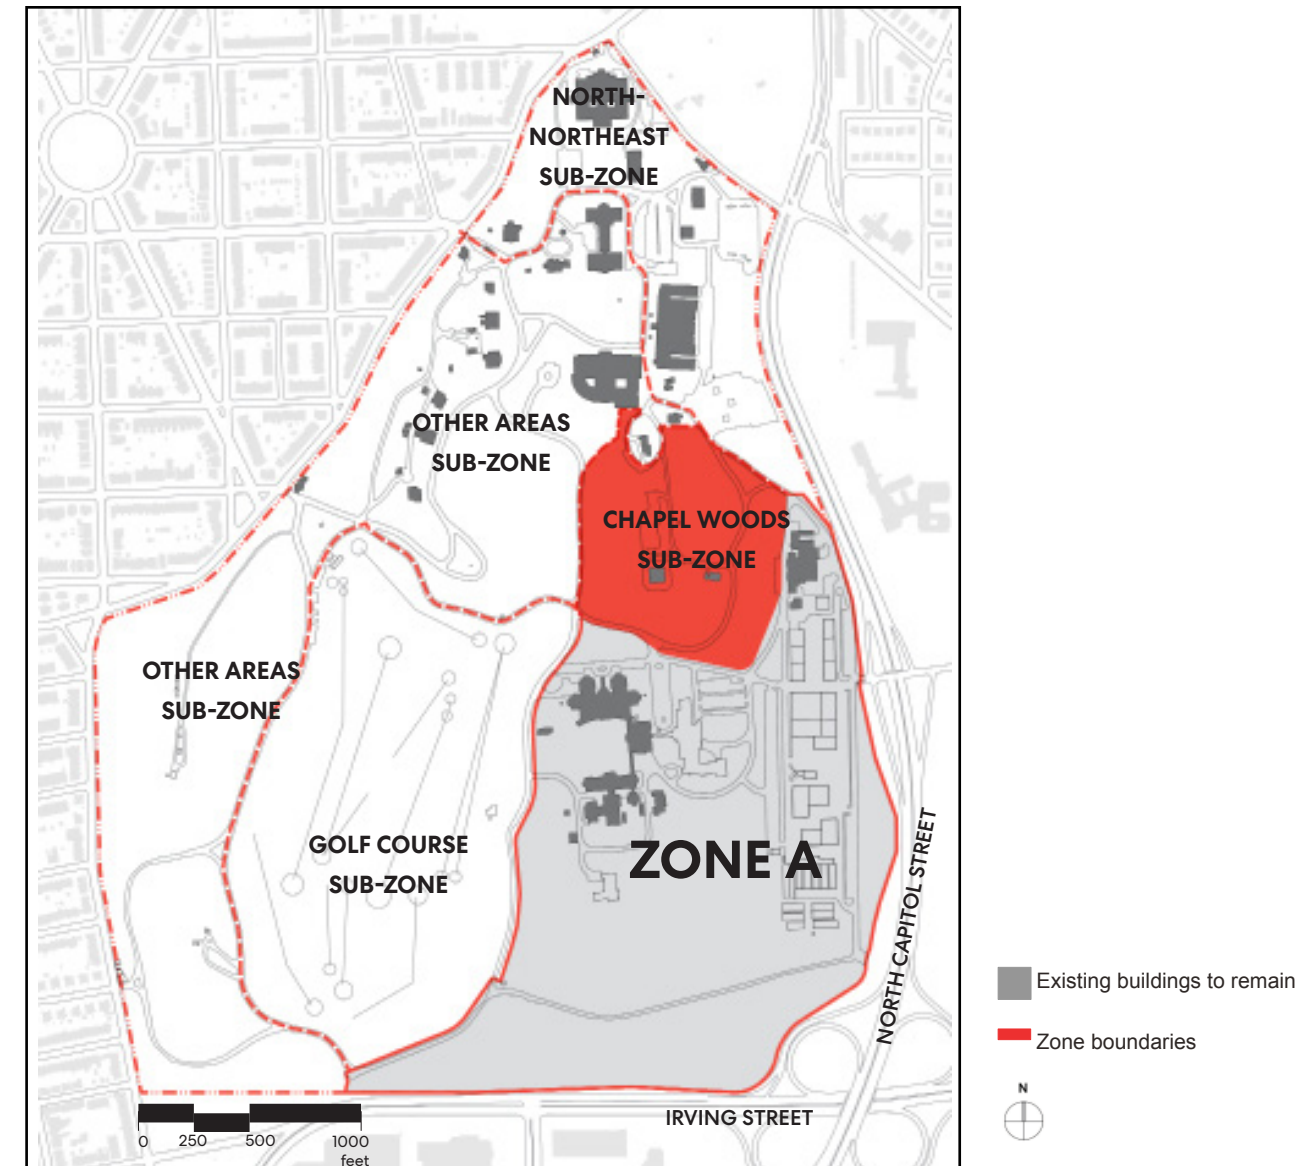 NORTH-
NORTHEAST
SUB-ZONE
OTHER AREAS
SUB-ZONE
CHAPEL WOODS
SUB-ZONE
OTHER AREAS
SUB-ZONE
GOLF COURSE
SUB-ZONE
ZONE A
NORTH CAPITOL STREET
IRVING STREET
0 250 500 1000
feet
Existing buildings to remain
Zone boundaries
N